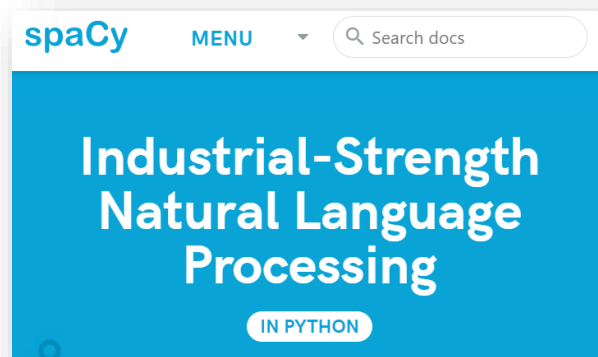 spaCy MENU Search docs
Industrial-Strength
Natural Language
Processing
IN PYTHON